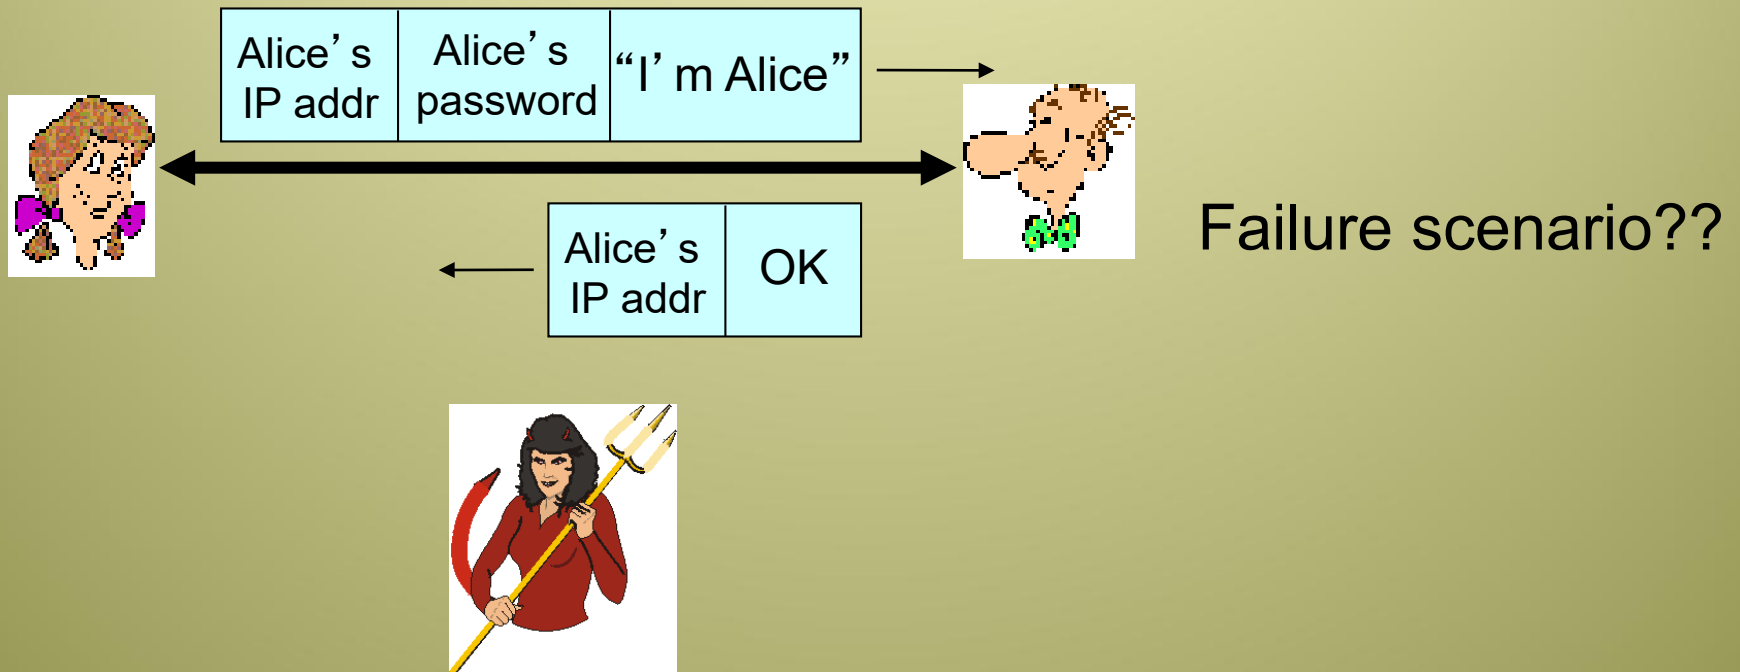 Alice’s
IP addr
Alice’s
password
“I’m Alice”
Failure scenario??
Alice’s
IP addr
OK